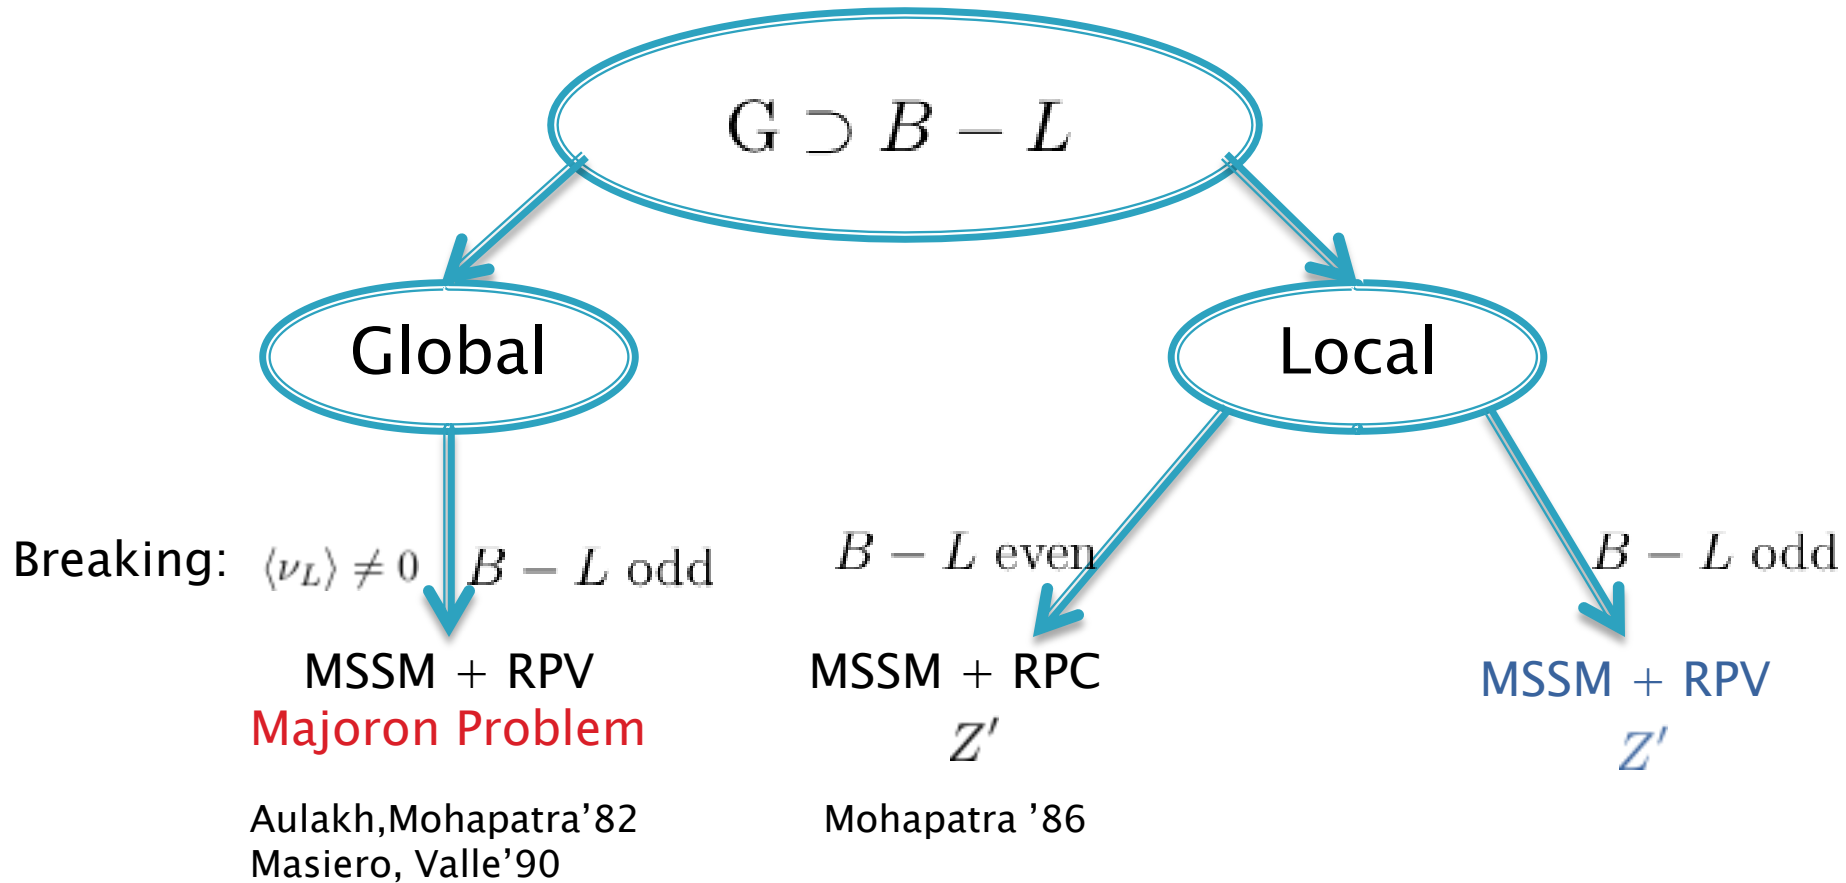 G ⊃ B − L
Global
Local
Breaking: ⟨ν_L⟩ ≠ 0 B − L odd
B − L even
B − L odd
MSSM + RPV
Majoron Problem
MSSM + RPC
Z′
MSSM + RPV
Z′
Aulakh,Mohapatra’82
Masiero, Valle’90
Mohapatra ’86